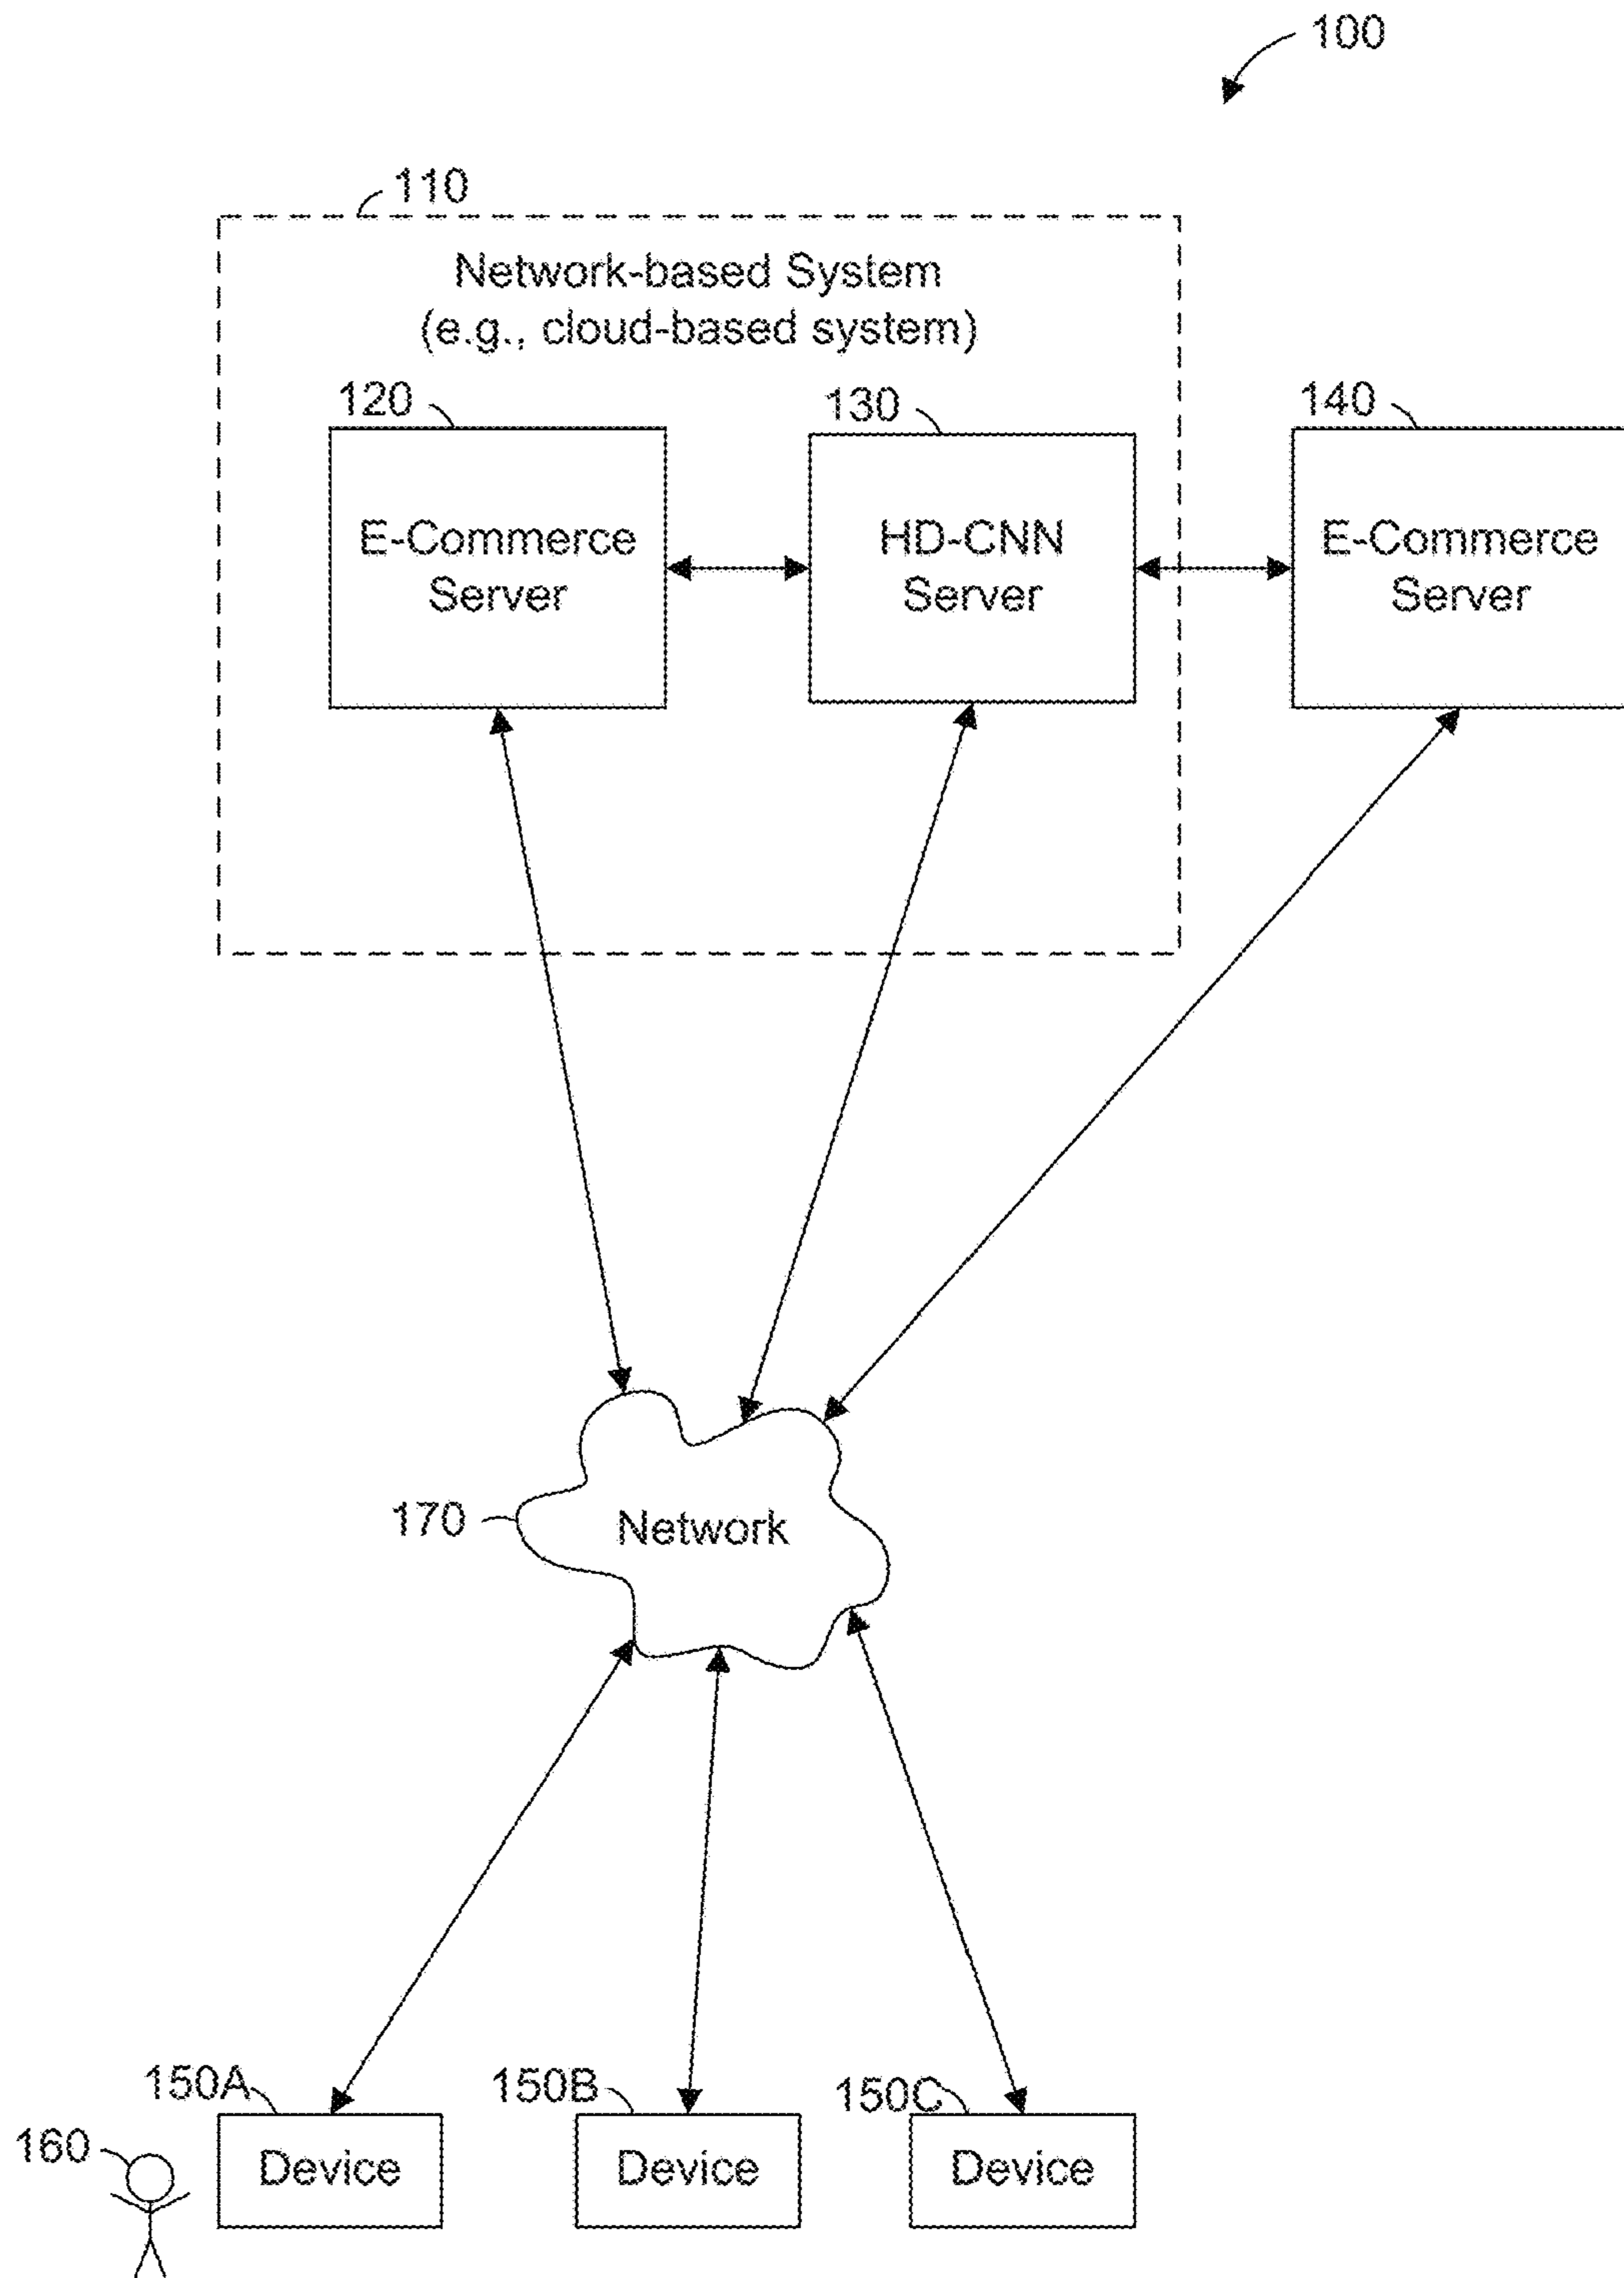 100
110
Network-based System
(e.g., cloud-based system)
120
130
140
E-Commerce
Server
HD-CNN
Server
E-Commerce
Server
170
Network
150A
150B
150C
160
Device
Device
Device